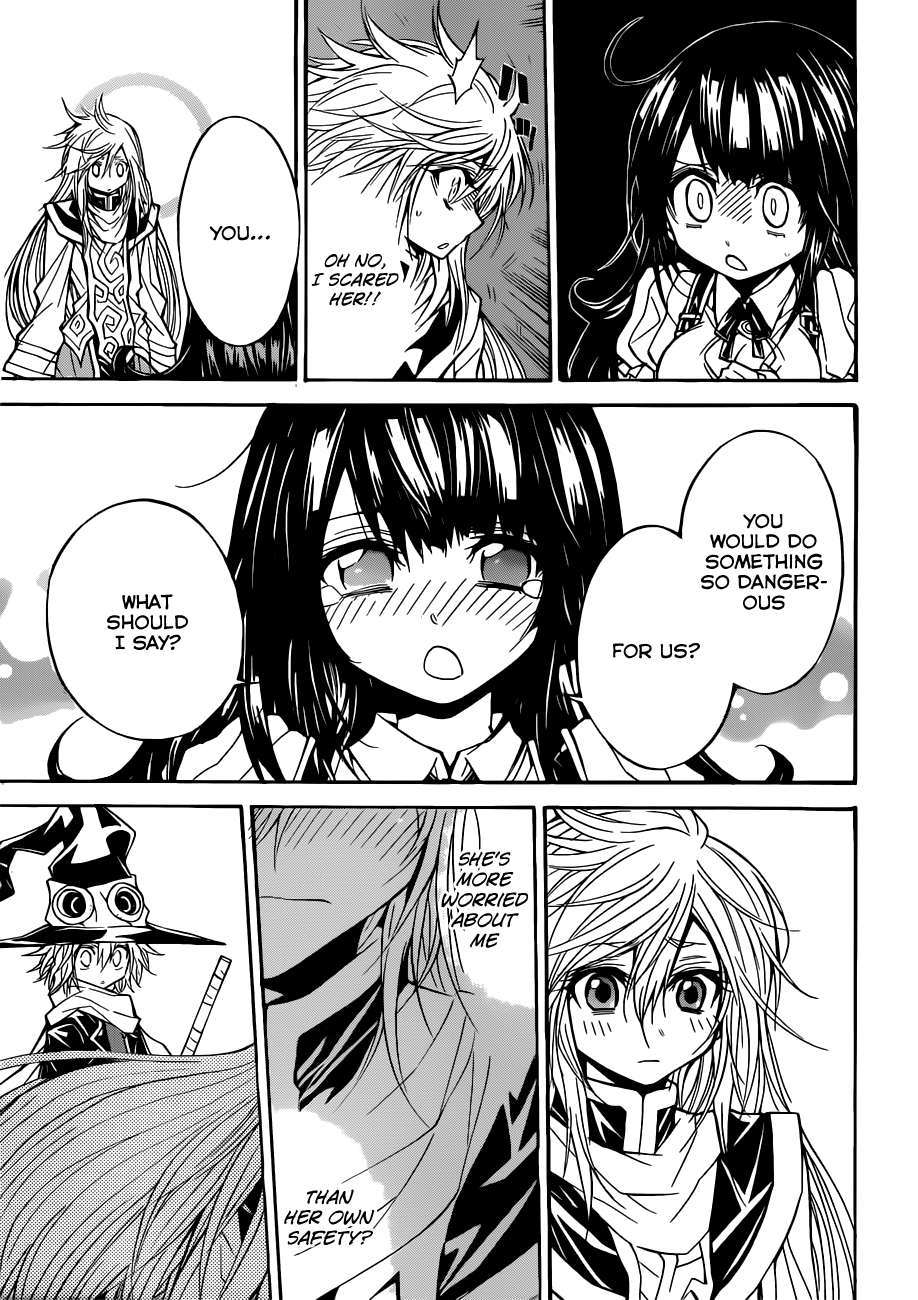 OH NO,
I SCARED
HER!!
YOU...
YOU
WOULD DO
SOMETHING
SO DANGER-
OUS
FOR US?
WHAT
SHOULD
I SAY?
SHE'S
MORE
WORRIED
ABOUT
ME
THAN
HER OWN
SAFETY?